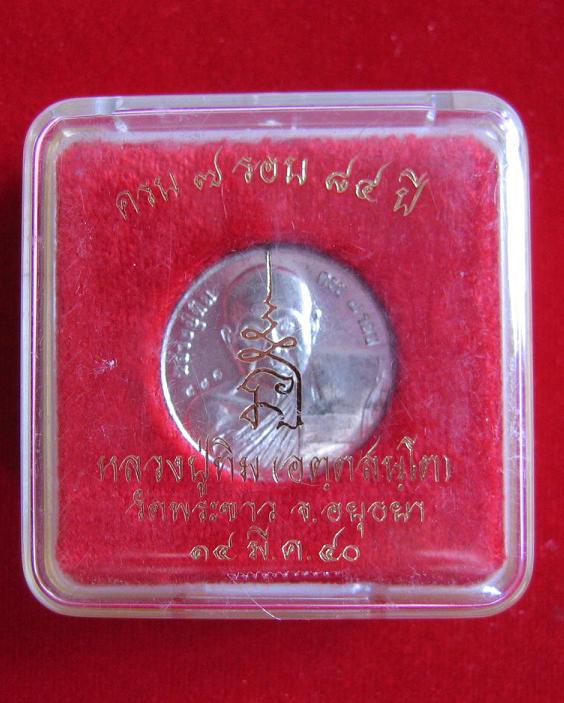 ครบ ๗ รอบ ๘๔ ปี
หลวงปู่ทิม (อตฺตสนฺโต)
วัดพระขาว จ.อยุธยา
๑๔ มี.ค. ๔๐